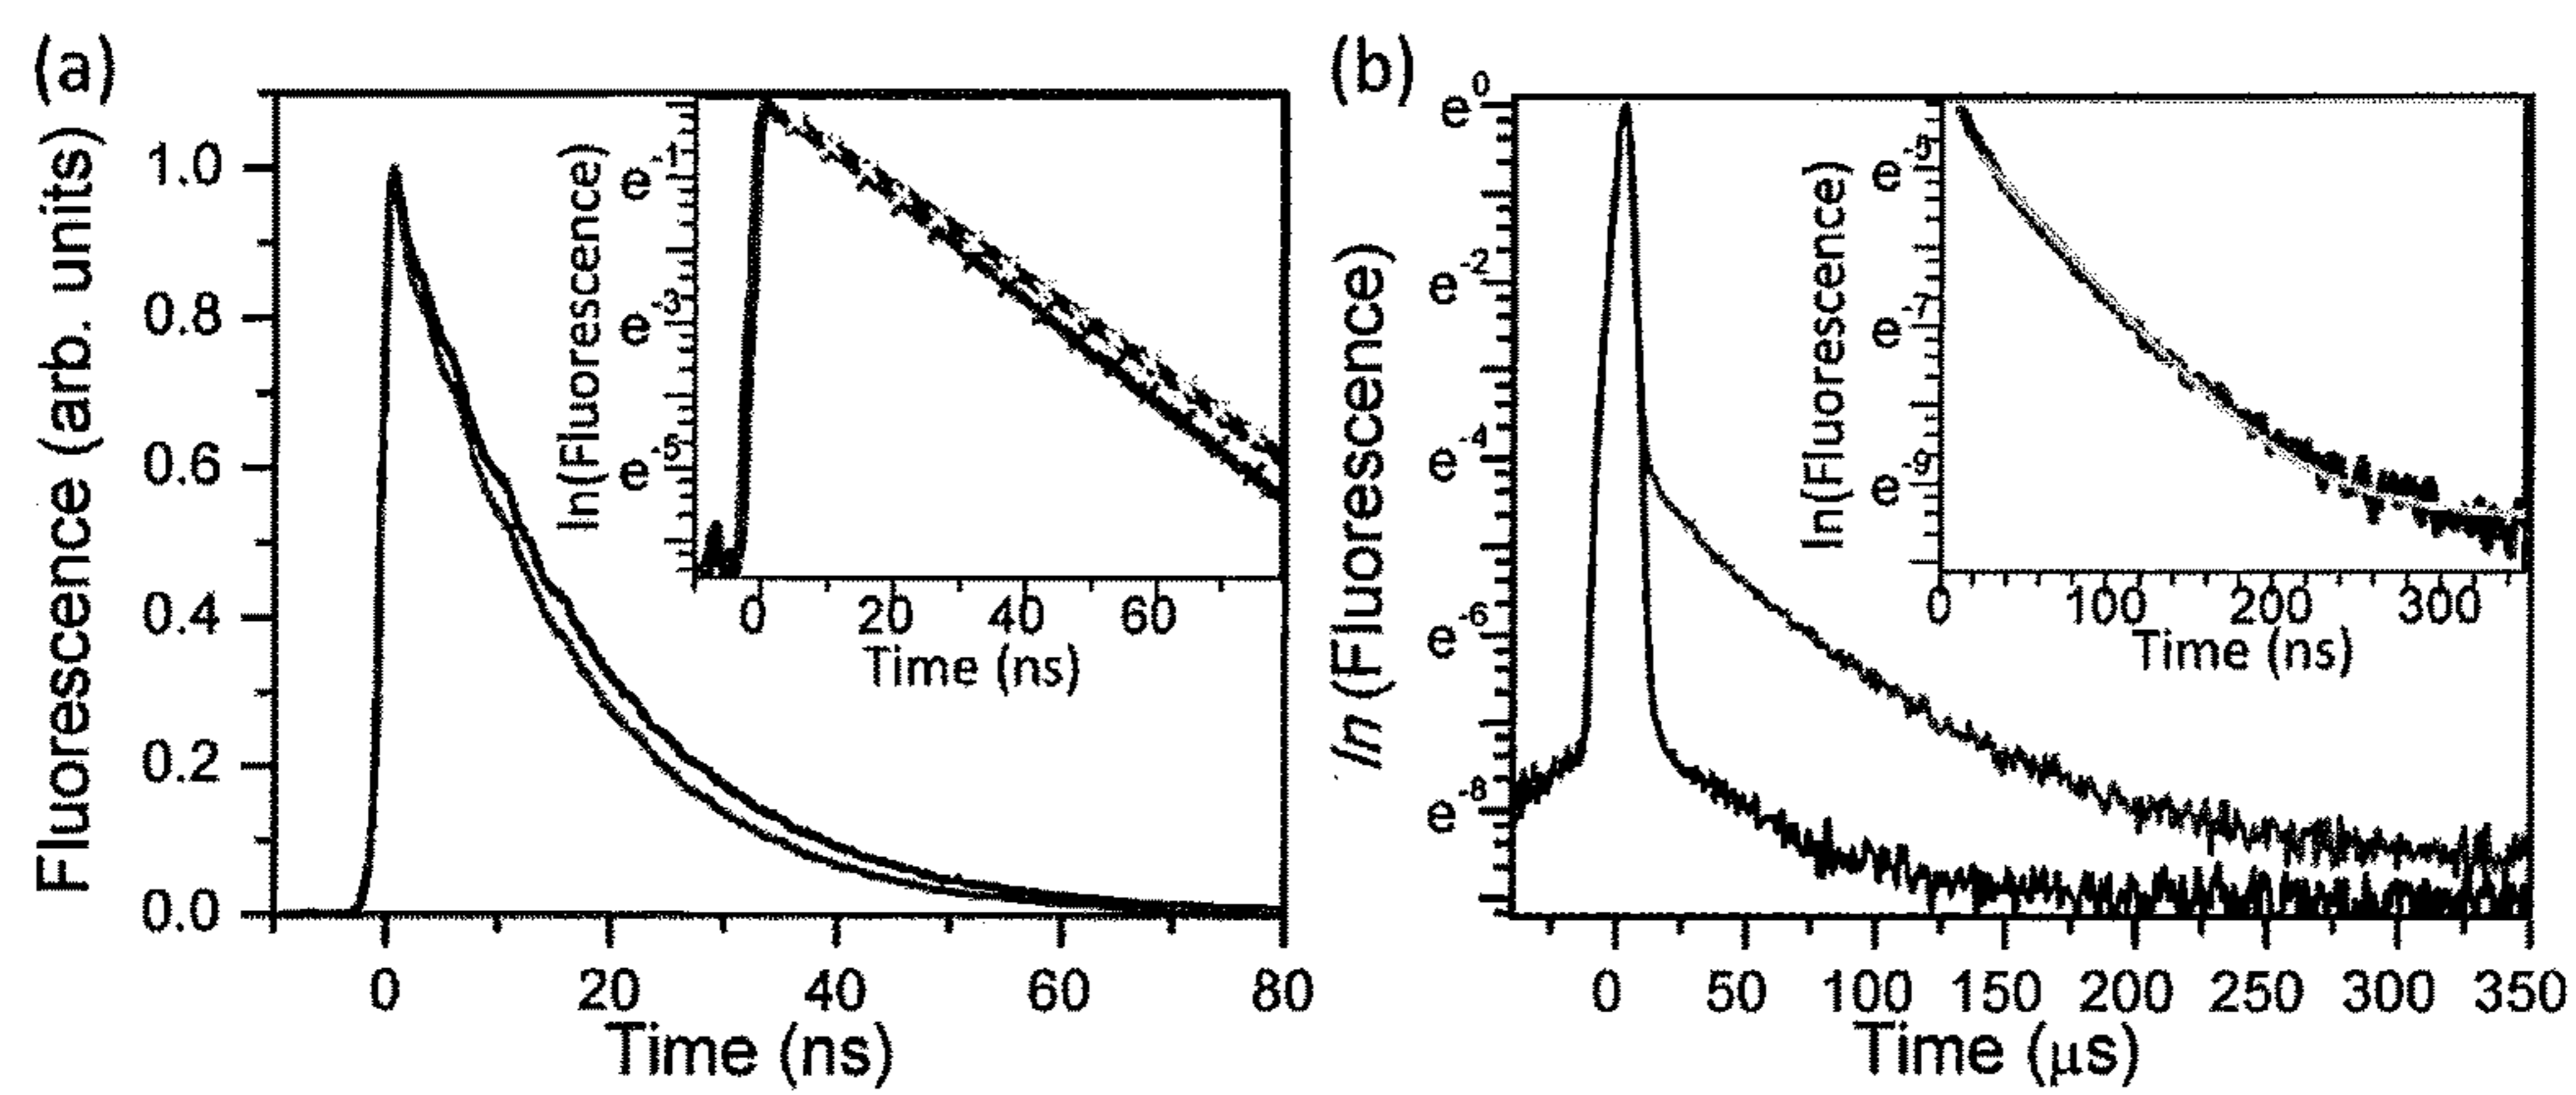 (a)
Fluorescence (arb. units)
1.0
0.8
0.6
0.4
0.2
0.0
0 20 40 60 80
Time (ns)
ln(Fluorescence)
e-1
e-3
e-5
0 20 40 60
Time (ns)
(b)
ln (Fluorescence)
e0
e-2
e-4
e-6
e-8
0 50 100 150 200 250 300 350
Time (μs)
ln(Fluorescence)
e-5
e-7
e-9
0 100 200 300
Time (ns)